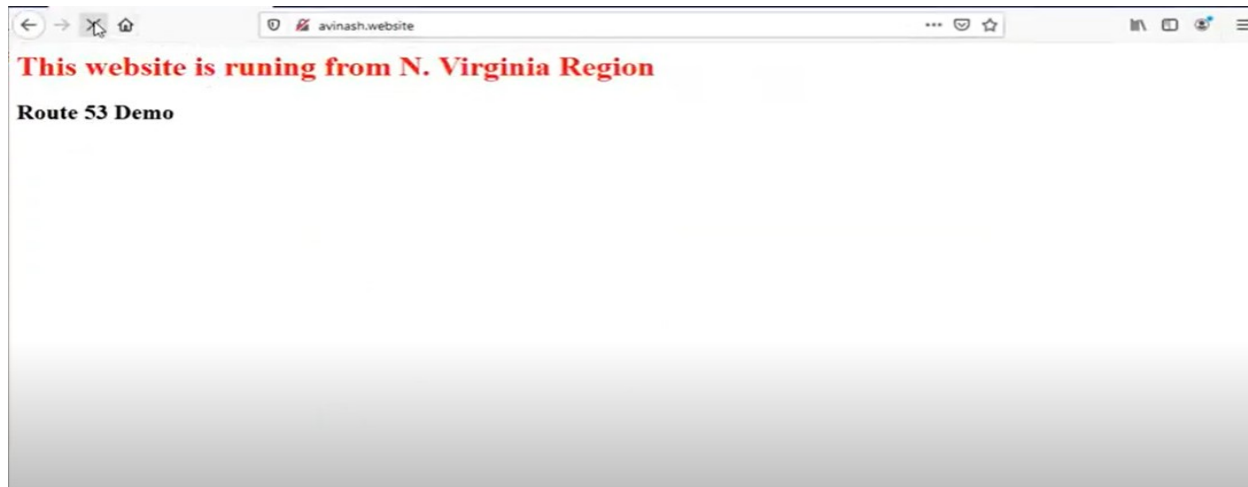 avinash.website
This website is runing from N. Virginia Region
Route 53 Demo